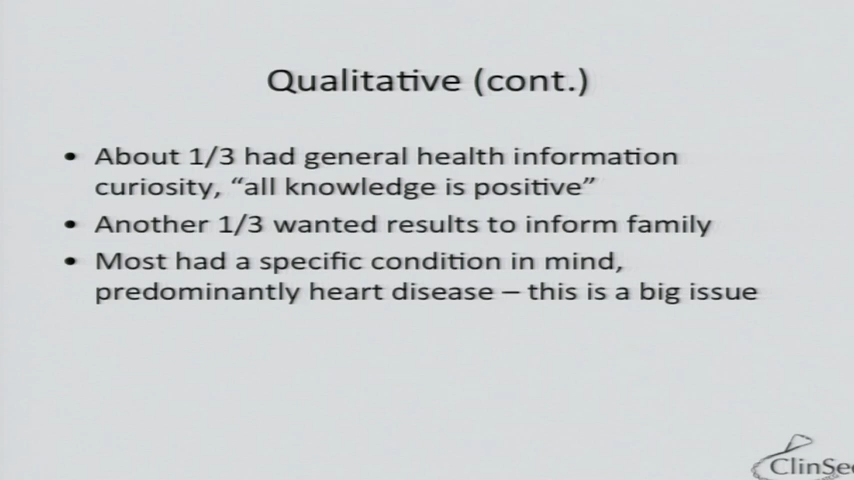 Qualitative (cont.)
• About 1/3 had general health information
curiosity, “all knowledge is positive”
• Another 1/3 wanted results to inform family
• Most had a specific condition in mind,
predominantly heart disease – this is a big issue